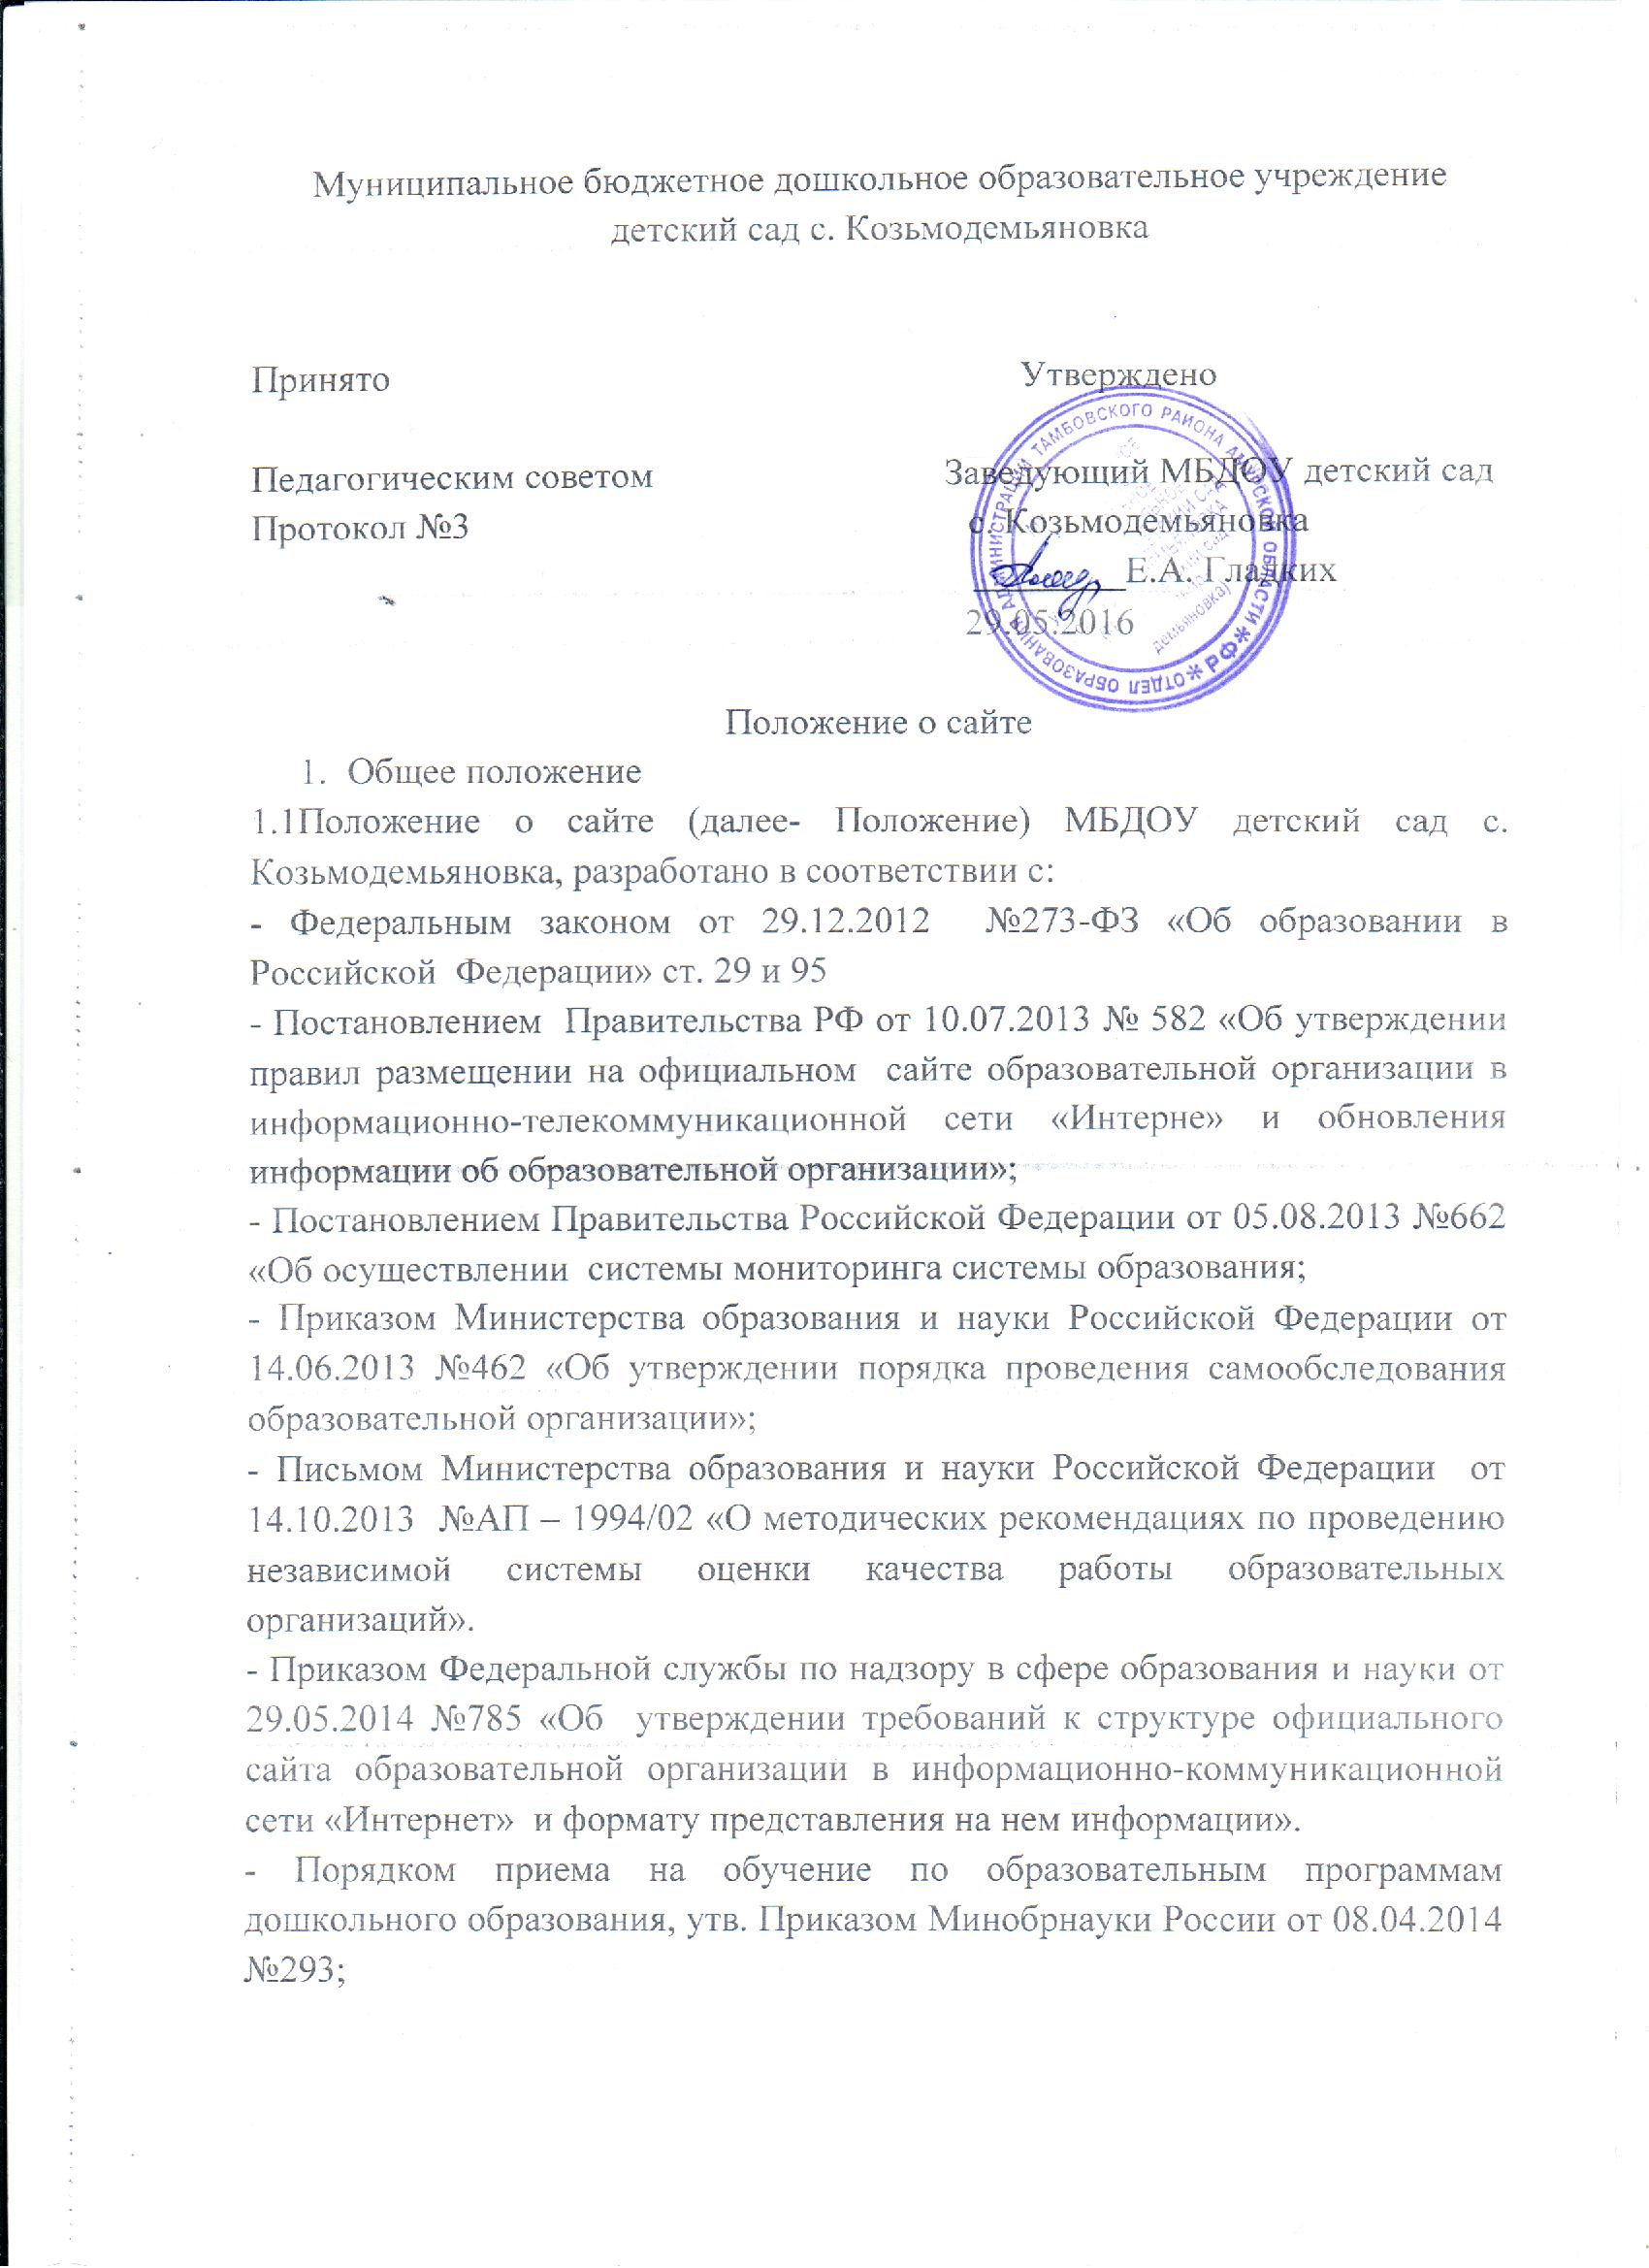 Муниципальное бюджетное дошкольное образовательное учреждение
детский сад с. Козьмодемьяновка
Принято
Утверждено
Педагогическим советом
Заведующий МБДОУ детский сад
Протокол №3
с. Козьмодемьяновка
Е.А. Гладких
29.05.2016
ОТДЕЛ ОБРАЗОВАНИЯ АДМИНИСТРАЦИИ ТАМБОВСКОГО РАЙОНА АМУРСКОЙ ОБЛАСТИ * РФ *
демьяновка)
Положение о сайте
1. Общее положение
1.1Положение о сайте (далее- Положение) МБДОУ детский сад с.
Козьмодемьяновка, разработано в соответствии с:
- Федеральным законом от 29.12.2012 №273-ФЗ «Об образовании в
Российской Федерации» ст. 29 и 95
- Постановлением Правительства РФ от 10.07.2013 № 582 «Об утверждении
правил размещении на официальном сайте образовательной организации в
информационно-телекоммуникационной сети «Интерне» и обновления
информации об образовательной организации»;
- Постановлением Правительства Российской Федерации от 05.08.2013 №662
«Об осуществлении системы мониторинга системы образования;
- Приказом Министерства образования и науки Российской Федерации от
14.06.2013 №462 «Об утверждении порядка проведения самообследования
образовательной организации»;
- Письмом Министерства образования и науки Российской Федерации от
14.10.2013 №АП – 1994/02 «О методических рекомендациях по проведению
независимой системы оценки качества работы образовательных
организаций».
- Приказом Федеральной службы по надзору в сфере образования и науки от
29.05.2014 №785 «Об утверждении требований к структуре официального
сайта образовательной организации в информационно-коммуникационной
сети «Интернет» и формату представления на нем информации».
- Порядком приема на обучение по образовательным программам
дошкольного образования, утв. Приказом Минобрнауки России от 08.04.2014
№293;